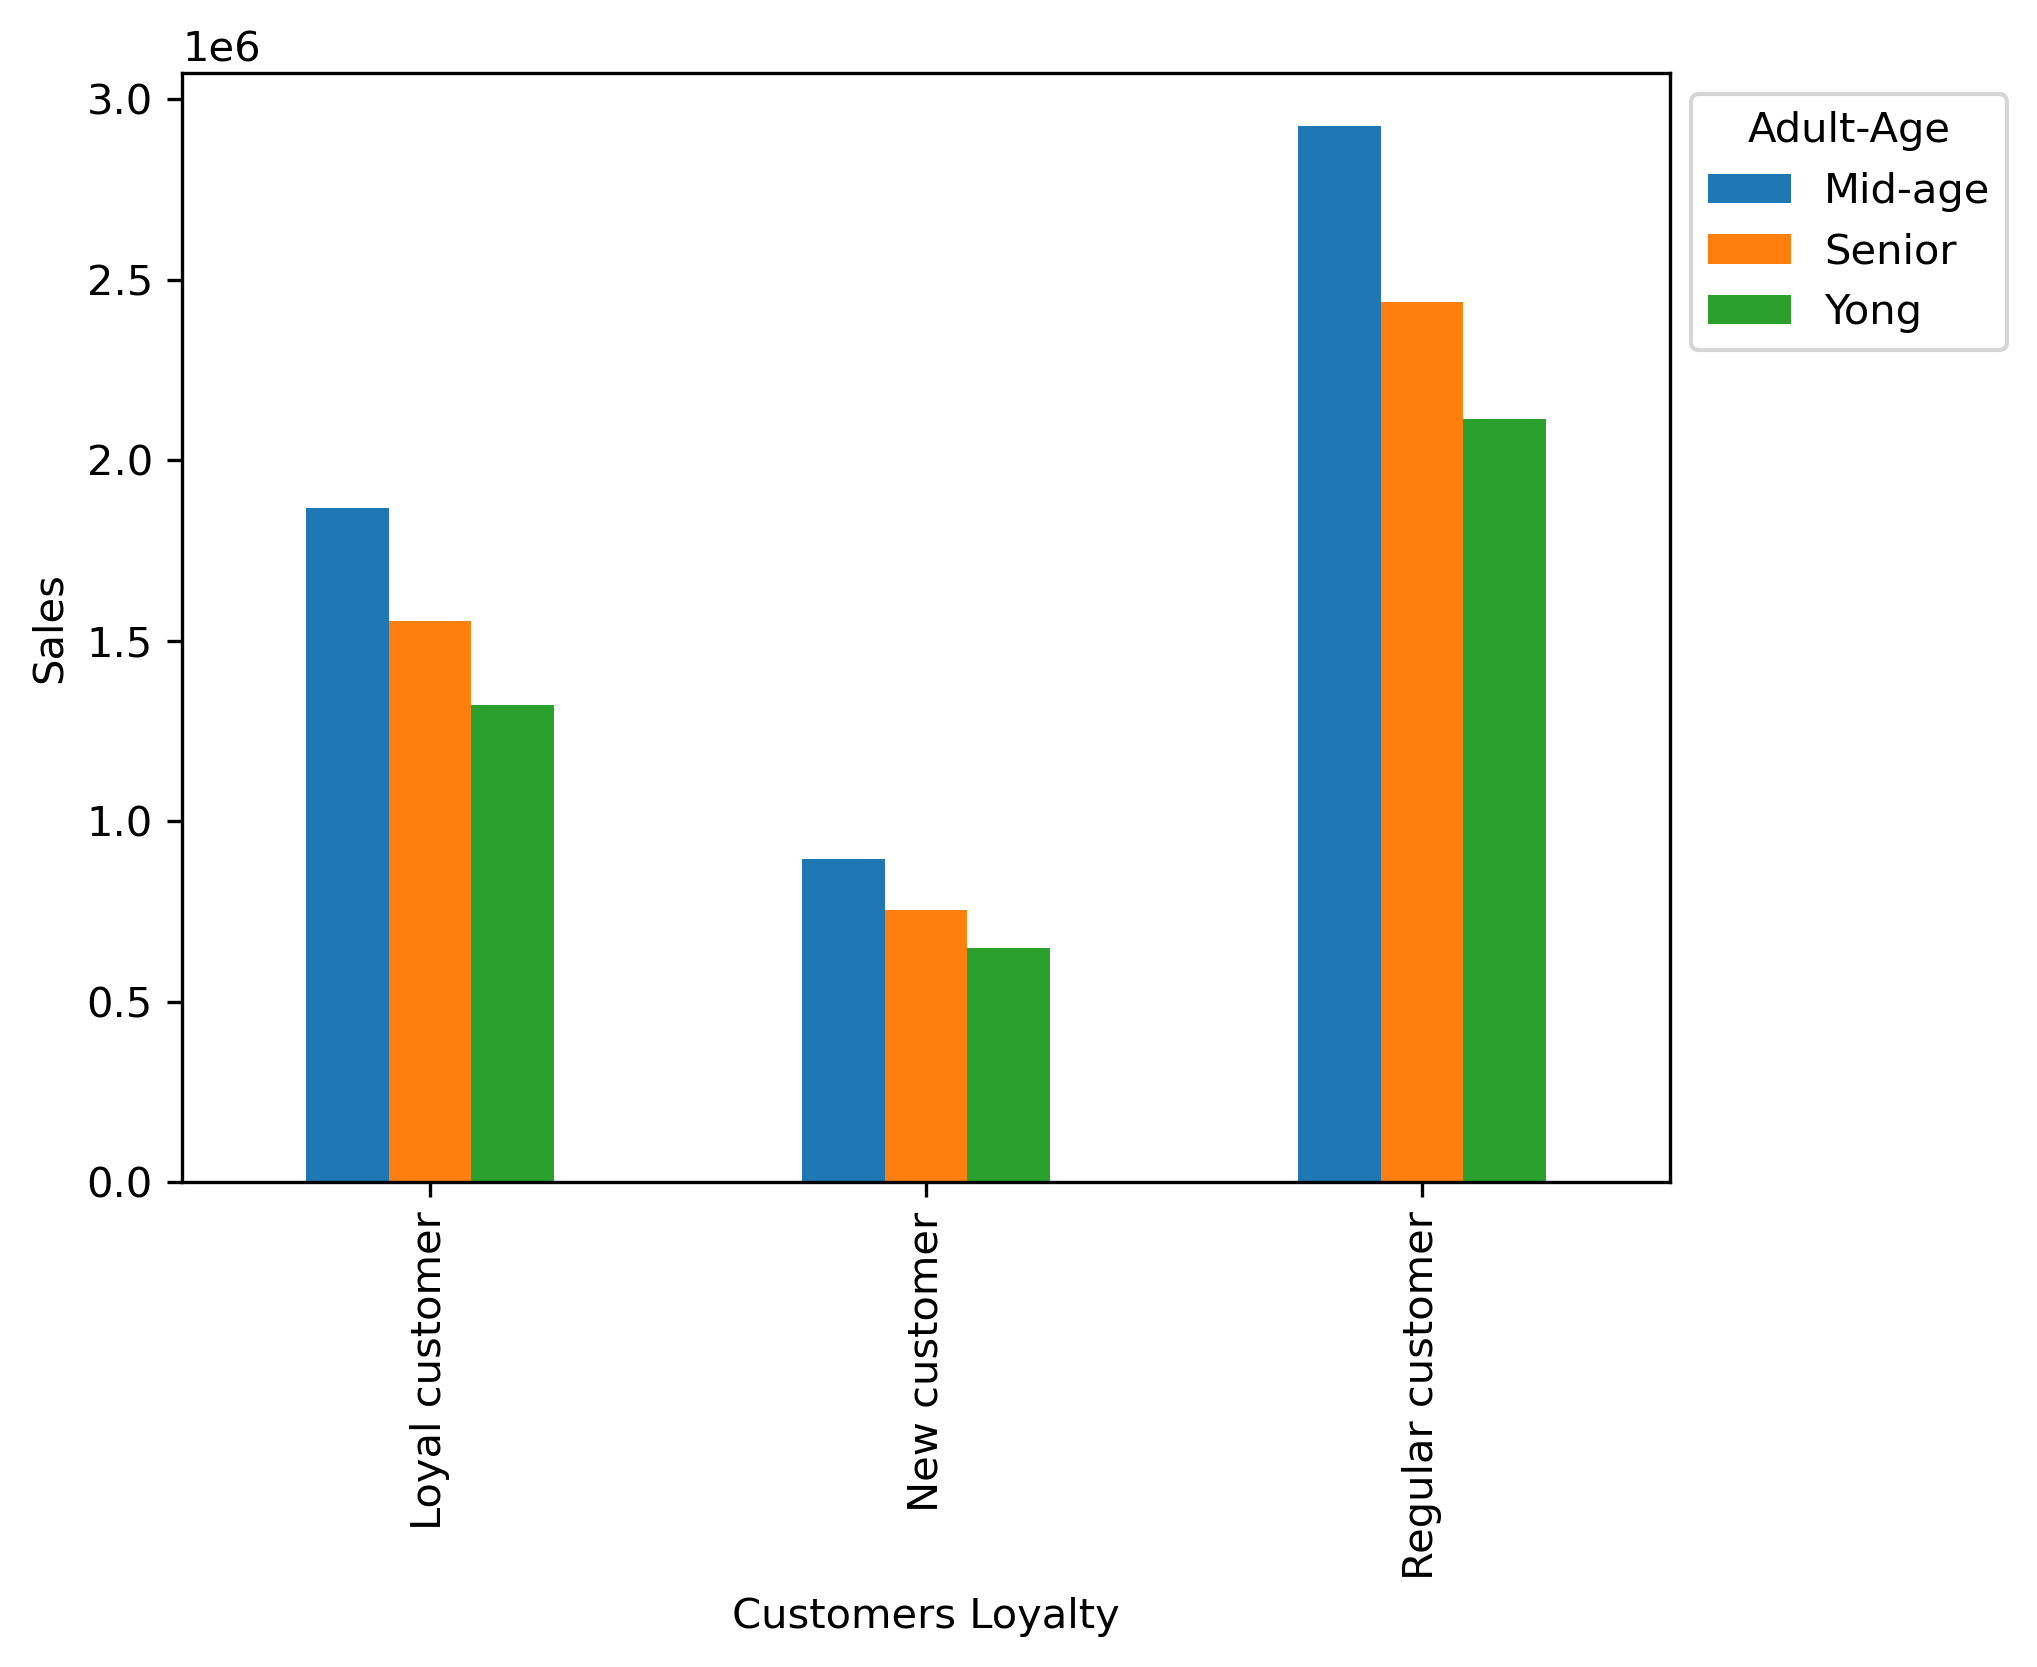 1e6
3.0
2.5
2.0
1.5
1.0
0.5
0.0
Sales
Loyal customer
New customer
Regular customer
Customers Loyalty
Adult-Age
Mid-age
Senior
Yong